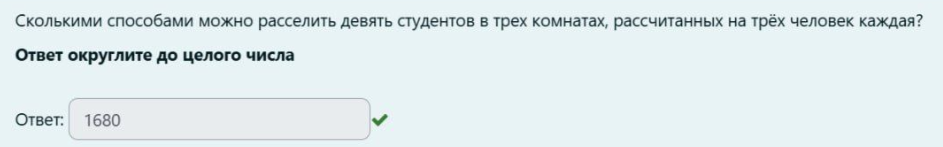 Сколькими способами можно расселить девять студентов в трех комнатах, рассчитанных на трёх человек каждая?
Ответ округлите до целого числа
Ответ: 1680